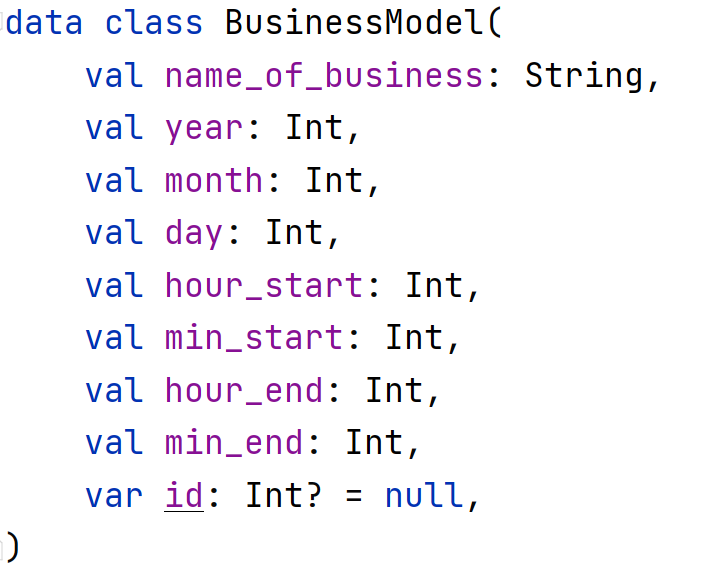 data class BusinessModel(
    val name_of_business: String,
    val year: Int,
    val month: Int,
    val day: Int,
    val hour_start: Int,
    val min_start: Int,
    val hour_end: Int,
    val min_end: Int,
    var id: Int? = null,
)